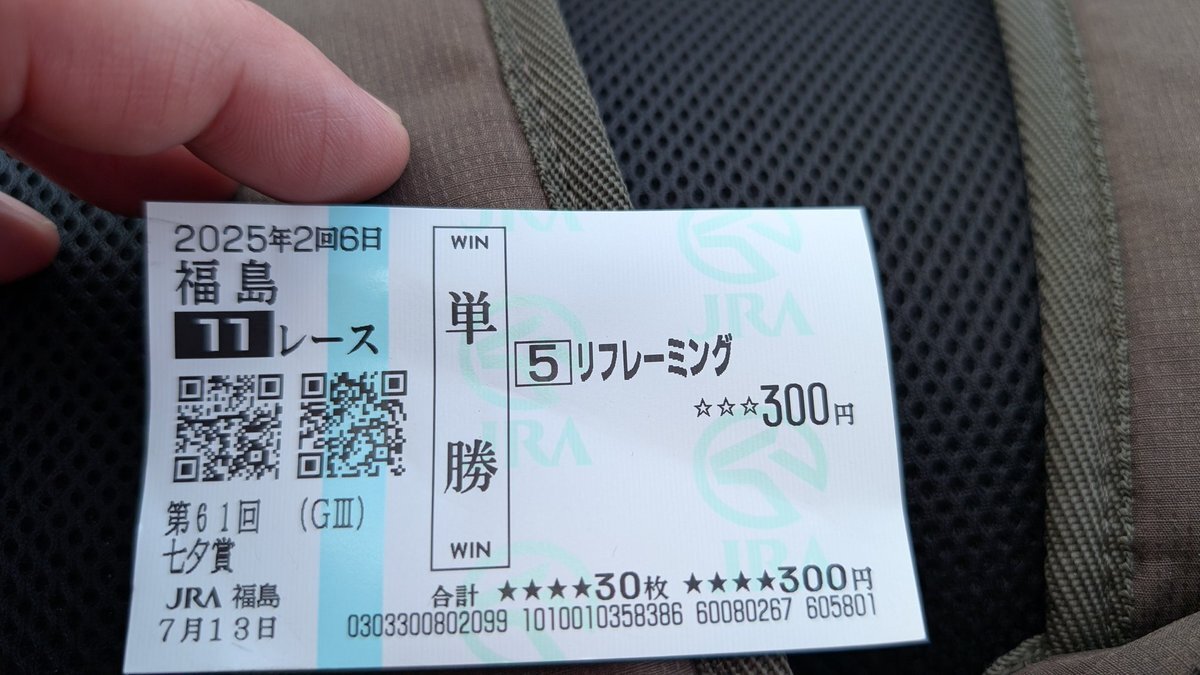 2025年2回6日
福島
11レース
第61回 (GⅢ)
七夕賞
JRA 福島
7月13日
WIN
単勝
WIN
5 リフレーミング
☆☆☆300円
合計 ★★★★30枚 ★★★★300円
0303300802099 1010010358386 60080267 605801
JRA
JRA
JRA
JRA